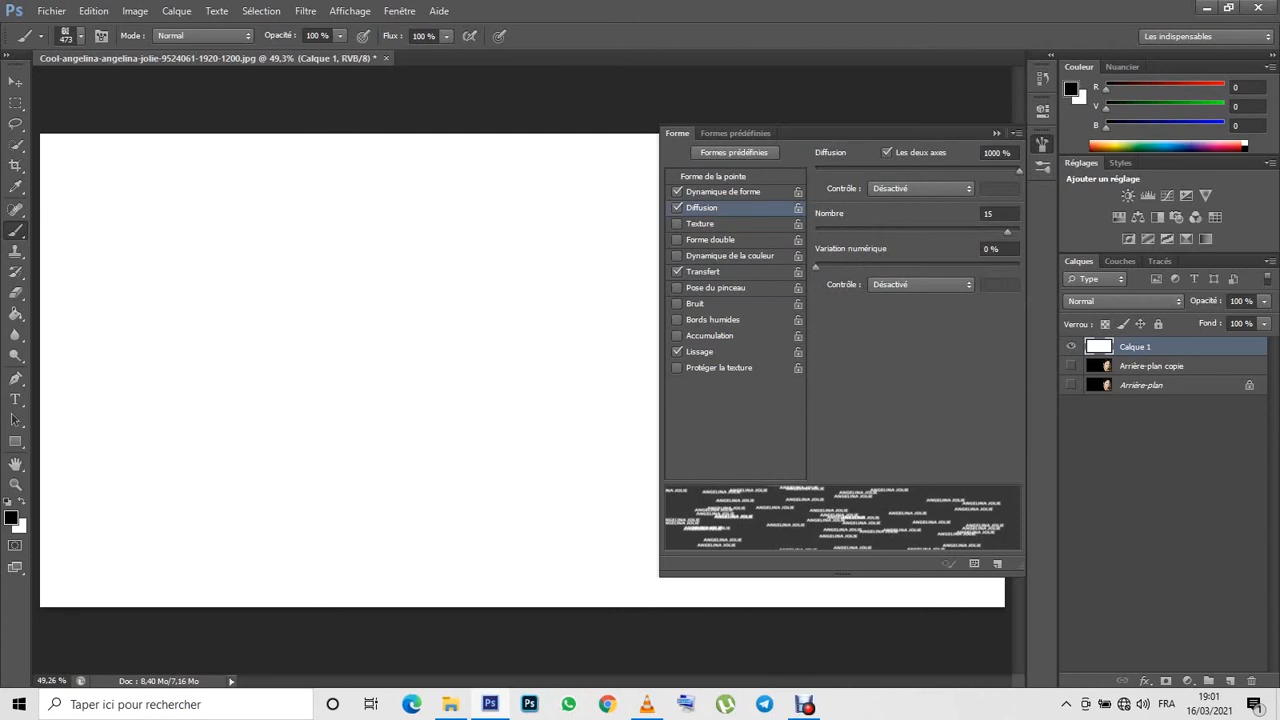 Ps Fichier Edition Image Calque Texte Sélection Filtre Affichage Fenêtre Aide
473 Mode : Normal Opacité : 100 % Flux : 100 % Les indispensables
Cool-angelina-angelina-jolie-9524061-1920-1200.jpg @ 49,3% (Calque 1, RVB/8) *
Forme Formes prédéfinies
Formes prédéfinies
Forme de la pointe
Dynamique de forme
Diffusion
Texture
Forme double
Dynamique de la couleur
Transfert
Pose du pinceau
Bruit
Bords humides
Accumulation
Lissage
Protéger la texture
Diffusion Les deux axes 1000 %
Contrôle : Désactivé
Nombre 15
Variation numérique 0 %
Contrôle : Désactivé
ANGELINA JOLIE
Couleur Nuancier
R 0
V 0
B 0
Réglages Styles
Ajouter un réglage
Calques Couches Tracés
Type
Normal Opacité : 100 %
Verrou : Fond : 100 %
Calque 1
Arrière-plan copie
Arrière-plan
49,26 % Doc : 8,40 Mo/7,16 Mo
Taper ici pour rechercher
Ps Ps
FRA
19:01
16/03/2021
1